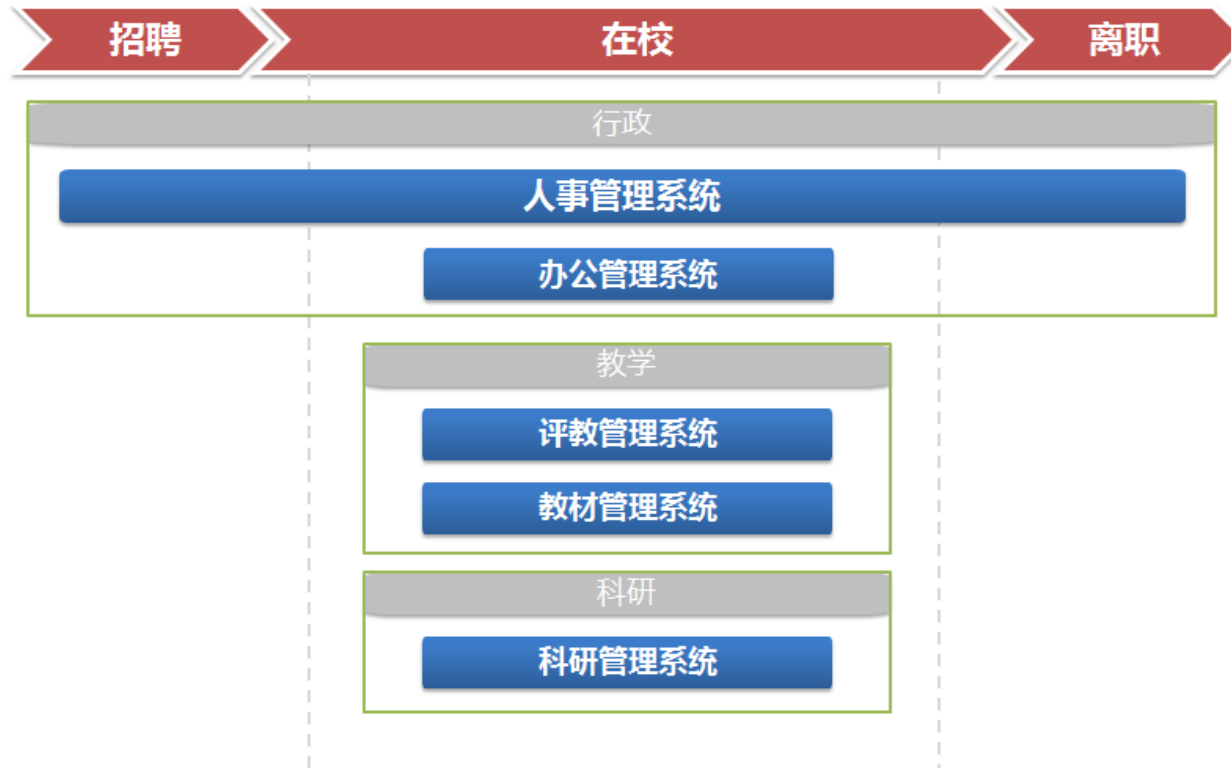 招聘
在校
离职
行政
人事管理系统
办公管理系统
教学
评教管理系统
教材管理系统
科研
科研管理系统